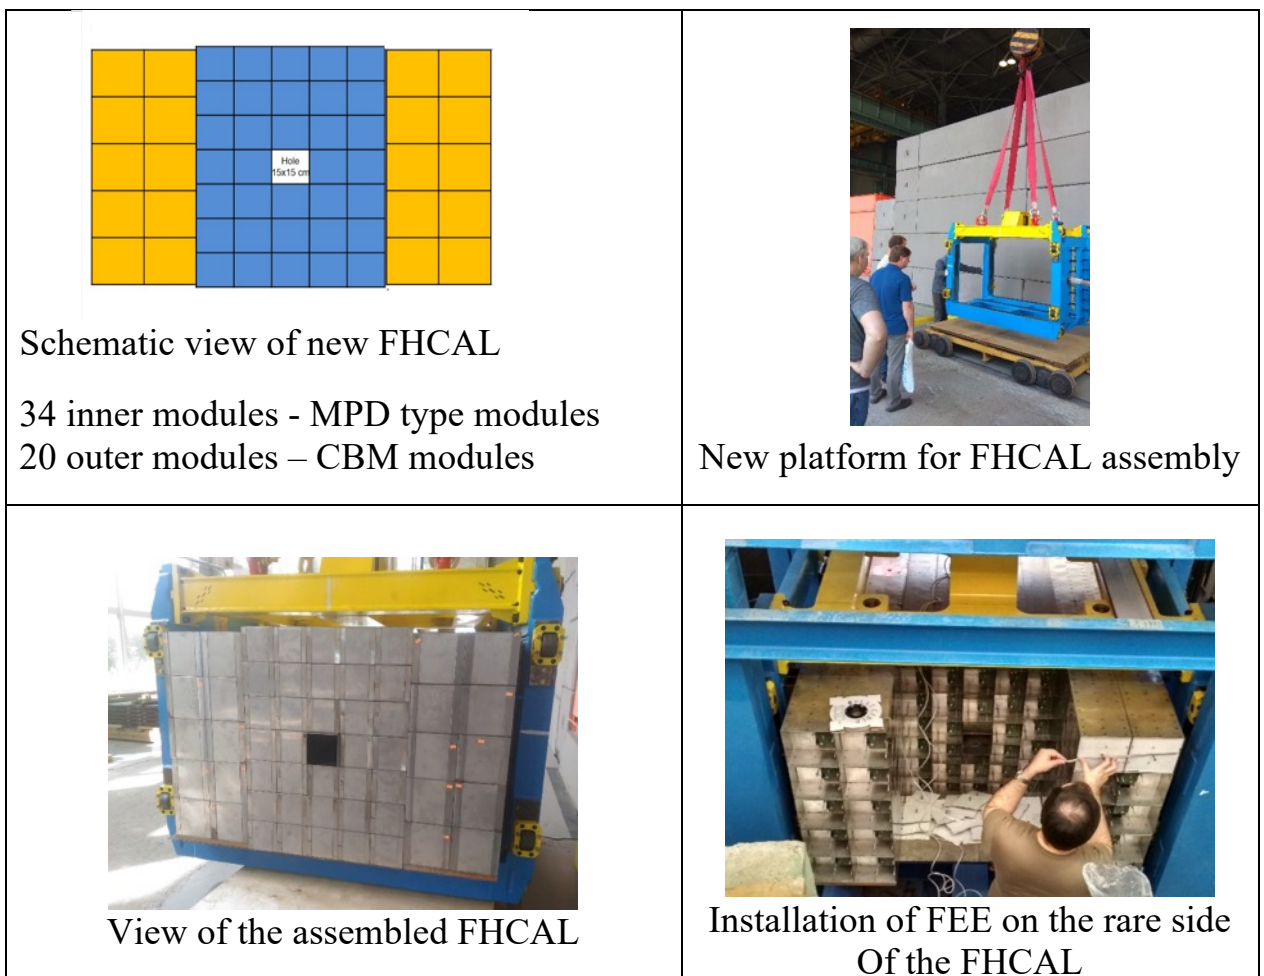 Hole
15x15 cm
Schematic view of new FHCAL
34 inner modules - MPD type modules
20 outer modules – CBM modules
New platform for FHCAL assembly
View of the assembled FHCAL
Installation of FEE on the rare side
Of the FHCAL